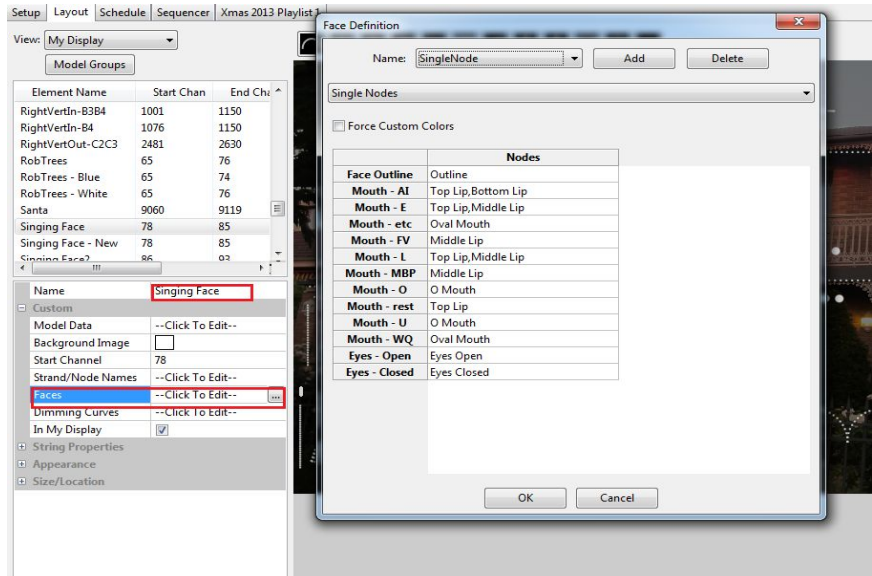 Setup Layout Schedule Sequencer Xmas 2013 Playlist 1
View: My Display
Model Groups
Element Name Start Chan End Cha
RightVertIn-B3B4 1001 1150
RightVertIn-B4 1076 1150
RightVertOut-C2C3 2481 2630
RobTrees 65 76
RobTrees - Blue 65 74
RobTrees - White 65 76
Santa 9060 9119
Singing Face 78 85
Singing Face - New 78 85
Singing Face2 86 93
Name Singing Face
Custom
Model Data --Click To Edit--
Background Image
Start Channel 78
Strand/Node Names --Click To Edit--
Faces --Click To Edit-- ...
Dimming Curves --Click To Edit--
In My Display
String Properties
Appearance
Size/Location
Face Definition
Name: SingleNode Add Delete
Single Nodes
Force Custom Colors
Nodes
Face Outline Outline
Mouth - AI Top Lip,Bottom Lip
Mouth - E Top Lip,Middle Lip
Mouth - etc Oval Mouth
Mouth - FV Middle Lip
Mouth - L Top Lip,Middle Lip
Mouth - MBP Middle Lip
Mouth - O O Mouth
Mouth - rest Top Lip
Mouth - U O Mouth
Mouth - WQ Oval Mouth
Eyes - Open Eyes Open
Eyes - Closed Eyes Closed
OK Cancel